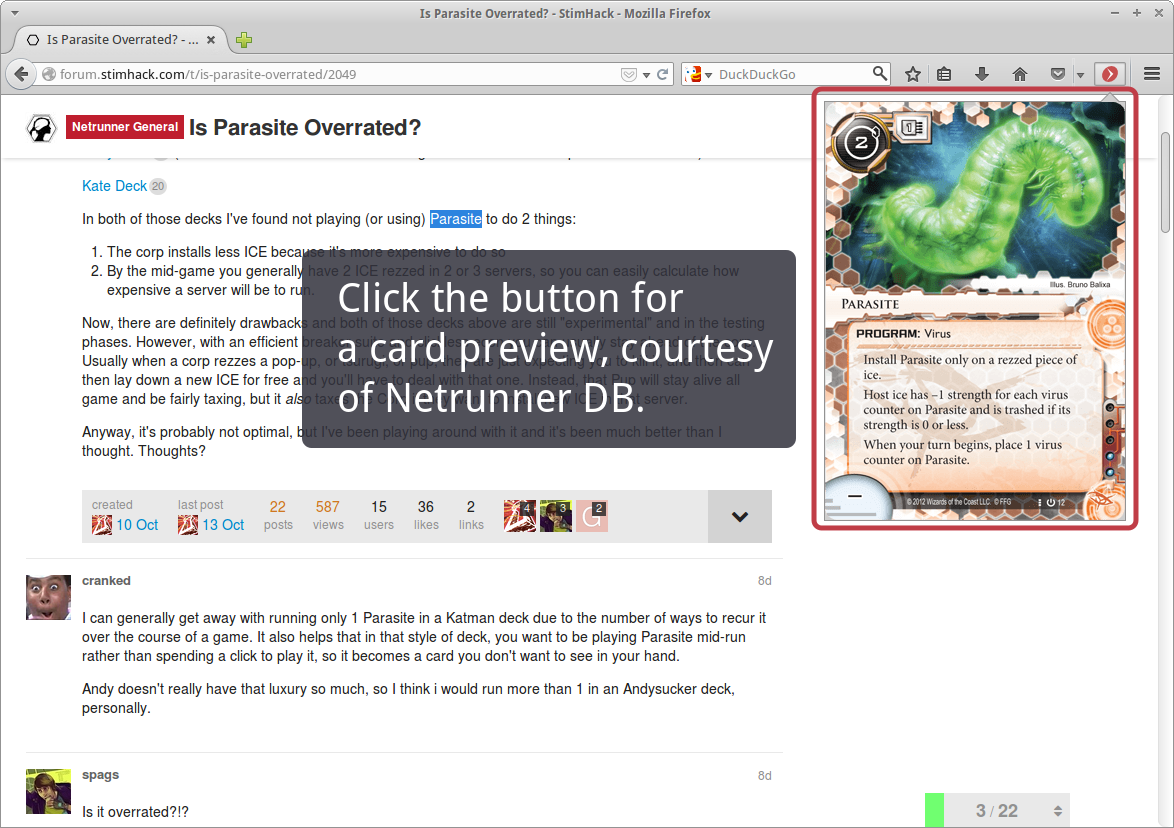 Is Parasite Overrated? - StimHack - Mozilla Firefox
Is Parasite Overrated? - ...
forum.stimhack.com/t/is-parasite-overrated/2049
DuckDuckGo
Netrunner General Is Parasite Overrated?
Kate Deck 20
In both of those decks I've found not playing (or using) Parasite to do 2 things:
1. The corp installs less ICE because it's more expensive to do so
2. By the mid-game you generally have 2 ICE rezzed in 2 or 3 servers, so you can easily calculate how
expensive a server will be to run.
Now, there are definitely drawbacks and both of those decks above are still "experimental" and in the testing
phases. However, with an efficient
Usually when a corp rezzes a pop-up,
then lay down a new ICE for free and you'll have to deal with that one. Instead, that Pup will stay alive all
game and be fairly taxing, but it also taxes the server.
Anyway, it's probably not optimal, but I've been playing around with it and it's been much better than I
thought. Thoughts?
Click the button for
a card preview, courtesy
of Netrunner DB.
created
10 Oct
last post
13 Oct
22
posts
587
views
15
users
36
likes
2
links
4
3
2
G
cranked
8d
I can generally get away with running only 1 Parasite in a Katman deck due to the number of ways to recur it
over the course of a game. It also helps that in that style of deck, you want to be playing Parasite mid-run
rather than spending a click to play it, so it becomes a card you don't want to see in your hand.
Andy doesn't really have that luxury so much, so I think i would run more than 1 in an Andysucker deck,
personally.
spags
8d
Is it overrated?!?
3 / 22
2
1
Illus. Bruno Balixa
PARASITE
PROGRAM: Virus
Install Parasite only on a rezzed piece of
ice.
Host ice has –1 strength for each virus
counter on Parasite and is trashed if its
strength is 0 or less.
When your turn begins, place 1 virus
counter on Parasite.
–
© 2012 Wizards of the Coast LLC. © FFG
12